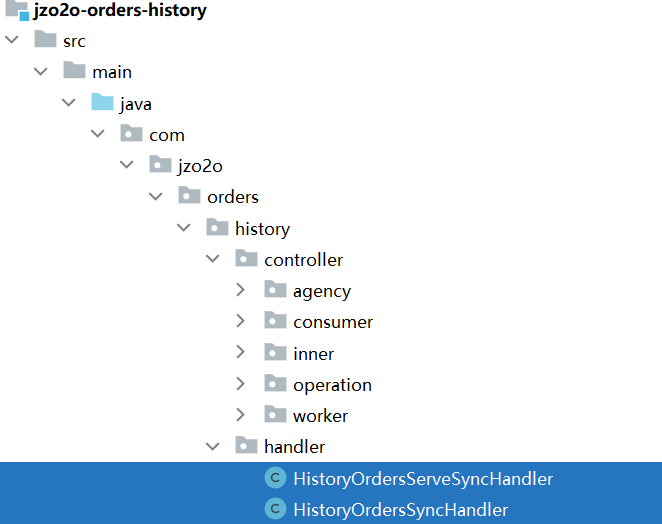 jzo2o-orders-history
src
main
java
com
jzo2o
orders
history
controller
agency
consumer
inner
operation
worker
handler
C HistoryOrdersServeSyncHandler
C HistoryOrdersSyncHandler